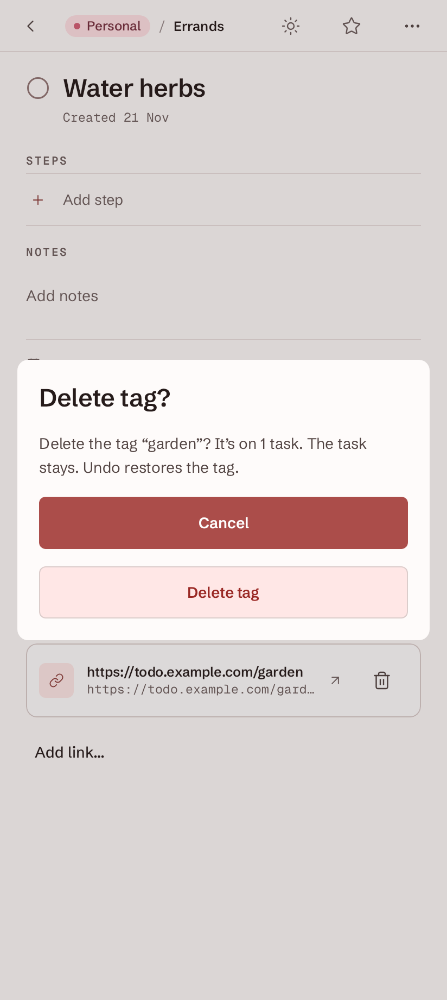 Personal / Errands
Water herbs
Created 21 Nov
STEPS
+ Add step
NOTES
Add notes
Delete tag?
Delete the tag “garden”? It’s on 1 task. The task
stays. Undo restores the tag.
Cancel
Delete tag
https://todo.example.com/garden
https://todo.example.com/gard…
Add link…